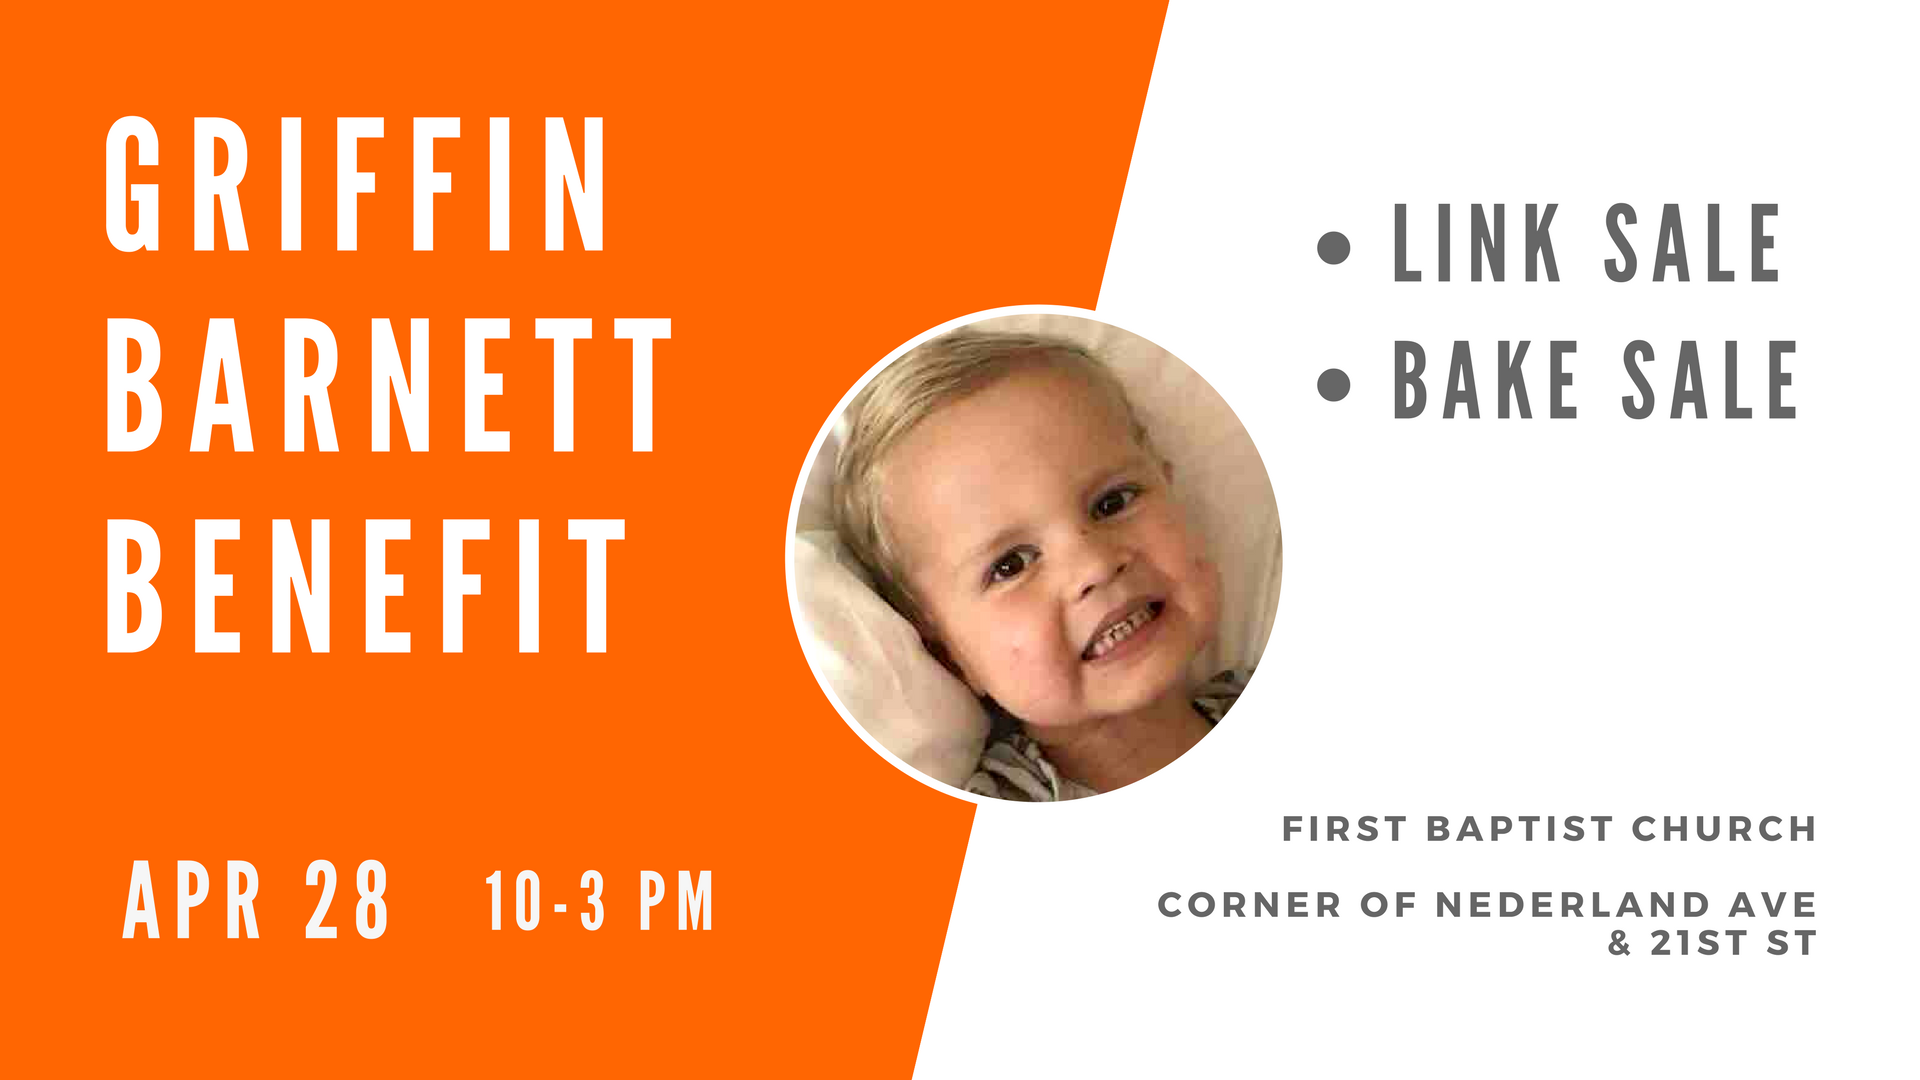 GRIFFIN
BARNETT
BENEFIT
APR 28 10-3 PM
• LINK SALE
• BAKE SALE
FIRST BAPTIST CHURCH
CORNER OF NEDERLAND AVE
& 21ST ST